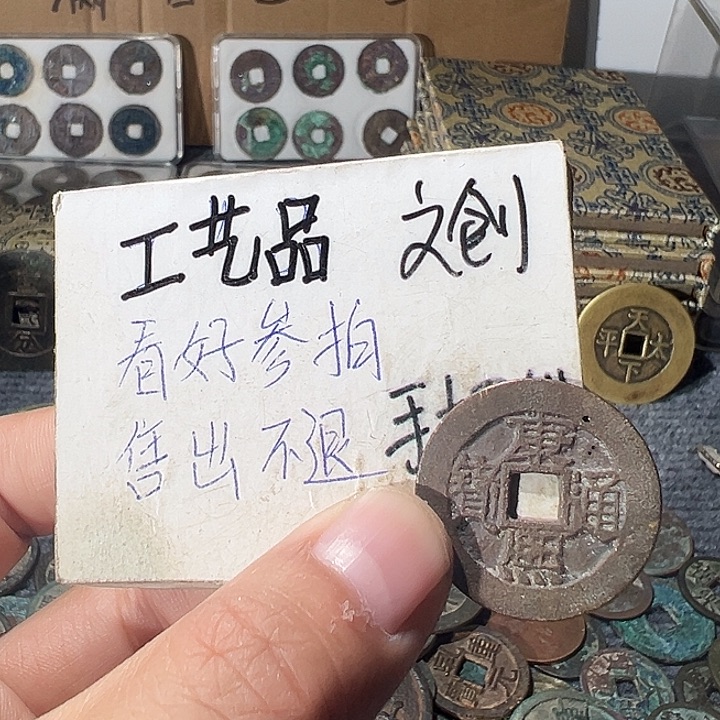 工艺品 文创
看好参拍
售出不退 手
康熙通寶
天下太平